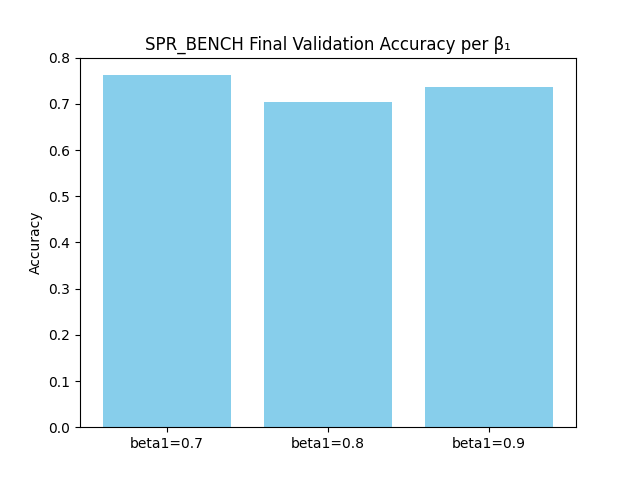 SPR_BENCH Final Validation Accuracy per β₁
Accuracy
0.8
0.7
0.6
0.5
0.4
0.3
0.2
0.1
0.0
beta1=0.7
beta1=0.8
beta1=0.9